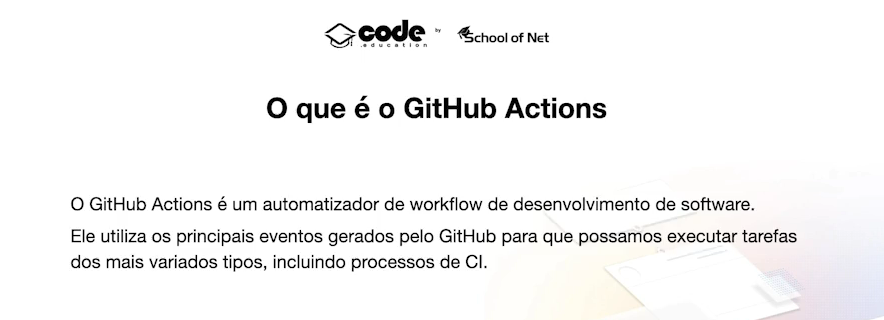 code
.education
by
School of Net
O que é o GitHub Actions
O GitHub Actions é um automatizador de workflow de desenvolvimento de software.
Ele utiliza os principais eventos gerados pelo GitHub para que possamos executar tarefas
dos mais variados tipos, incluindo processos de CI.